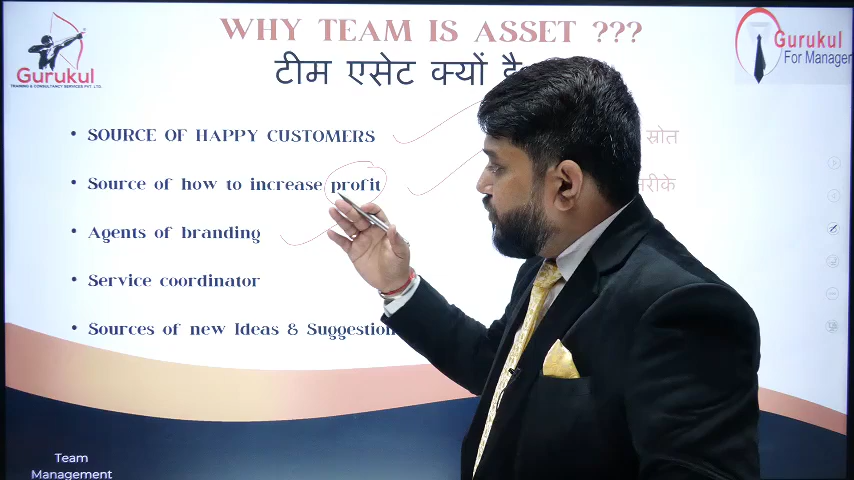 WHY TEAM IS ASSET ???
टीम एसेट क्यों है
Gurukul
TRAINING & CONSULTANCY SERVICES PVT. LTD.
Gurukul
For Manager
• SOURCE OF HAPPY CUSTOMERS
स्रोत
• Source of how to increase profit
• Agents of branding
• Service coordinator
• Sources of new Ideas & Suggestion
Team
Management